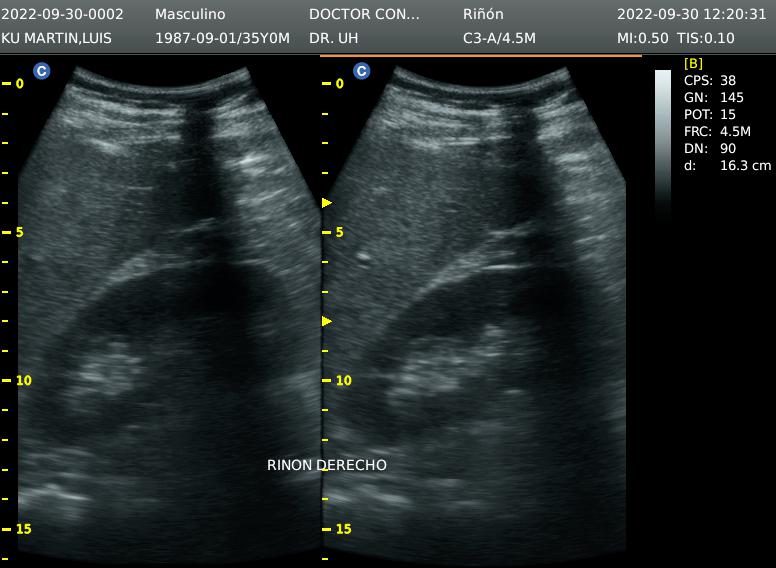 2022-09-30-0002 Masculino DOCTOR CON... Riñón 2022-09-30 12:20:31
KU MARTIN,LUIS 1987-09-01/35Y0M DR. UH C3-A/4.5M MI:0.50 TIS:0.10
C
C
[B]
CPS: 38
GN: 145
POT: 15
FRC: 4.5M
DN: 90
d: 16.3 cm
0
5
10
15
0
5
10
15
RINON DERECHO